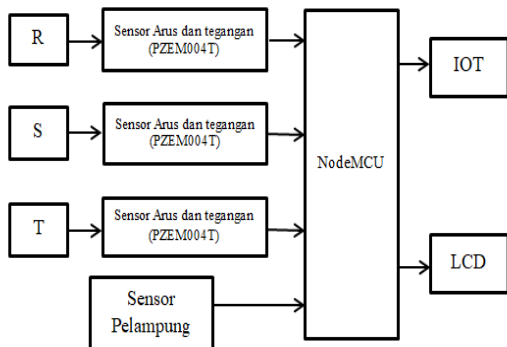 R
Sensor Arus dan tegangan
(PZEM004T)
IOT
S
Sensor Arus dan tegangan
(PZEM004T)
NodeMCU
T
Sensor Arus dan tegangan
(PZEM004T)
LCD
Sensor
Pelampung